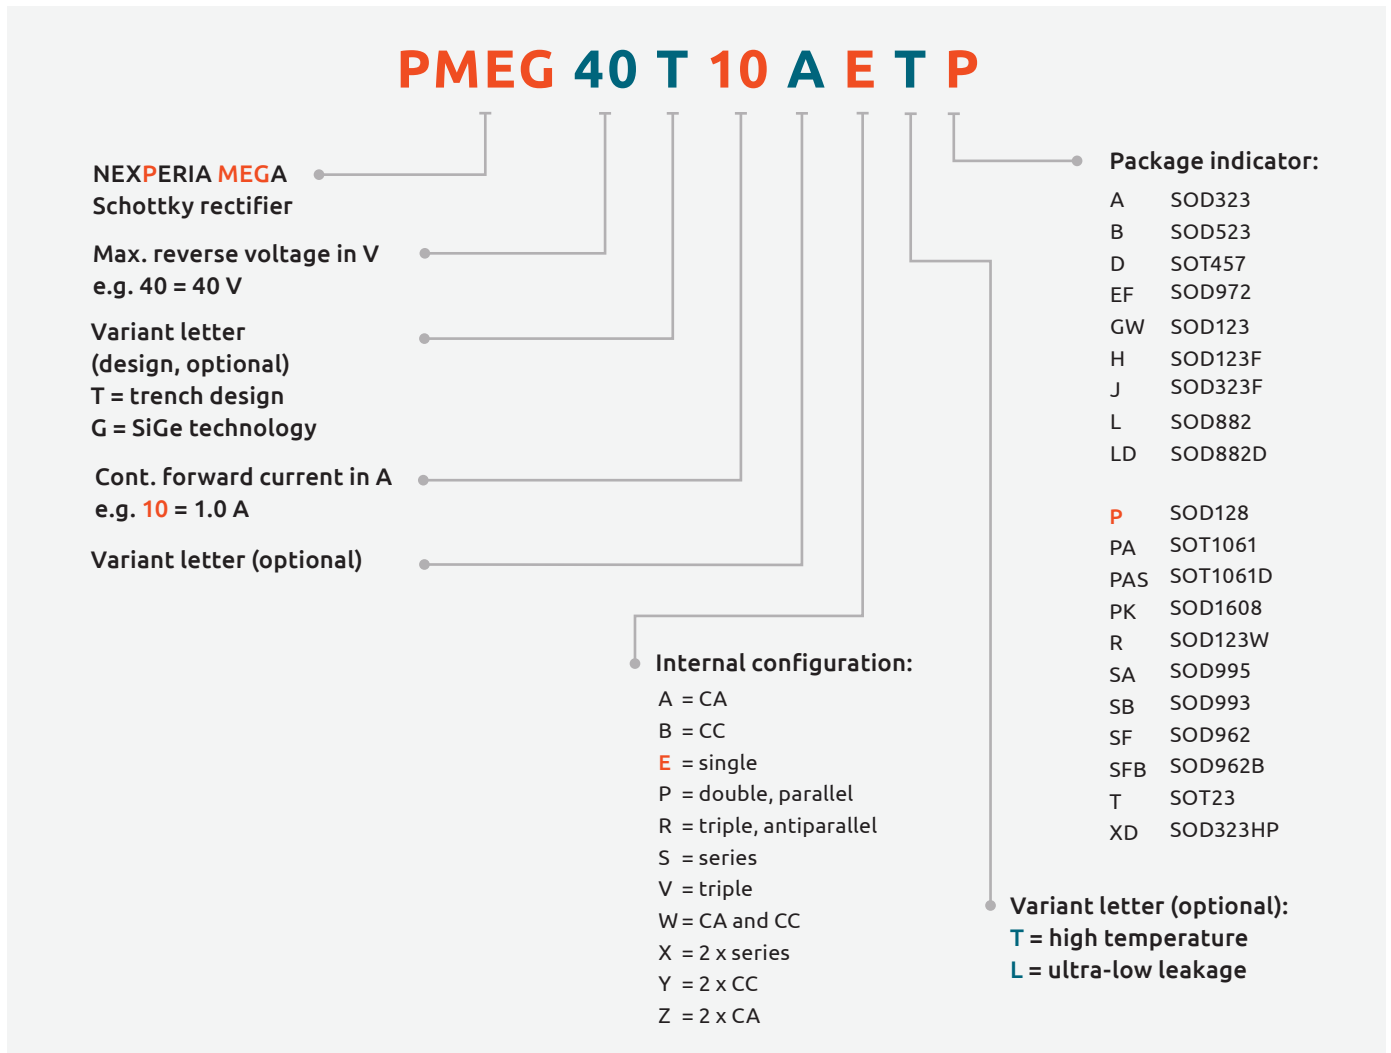 PMEG 40 T 10 A E T P
NEXPERIA MEGA
Schottky rectifier
Max. reverse voltage in V
e.g. 40 = 40 V
Variant letter
(design, optional)
T = trench design
G = SiGe technology
Cont. forward current in A
e.g. 10 = 1.0 A
Variant letter (optional)
Internal configuration:
A = CA
B = CC
E = single
P = double, parallel
R = triple, antiparallel
S = series
V = triple
W = CA and CC
X = 2 x series
Y = 2 x CC
Z = 2 x CA
Package indicator:
A SOD323
B SOD523
D SOT457
EF SOD972
GW SOD123
H SOD123F
J SOD323F
L SOD882
LD SOD882D
P SOD128
PA SOT1061
PAS SOT1061D
PK SOD1608
R SOD123W
SA SOD995
SB SOD993
SF SOD962
SFB SOD962B
T SOT23
XD SOD323HP
Variant letter (optional):
T = high temperature
L = ultra-low leakage